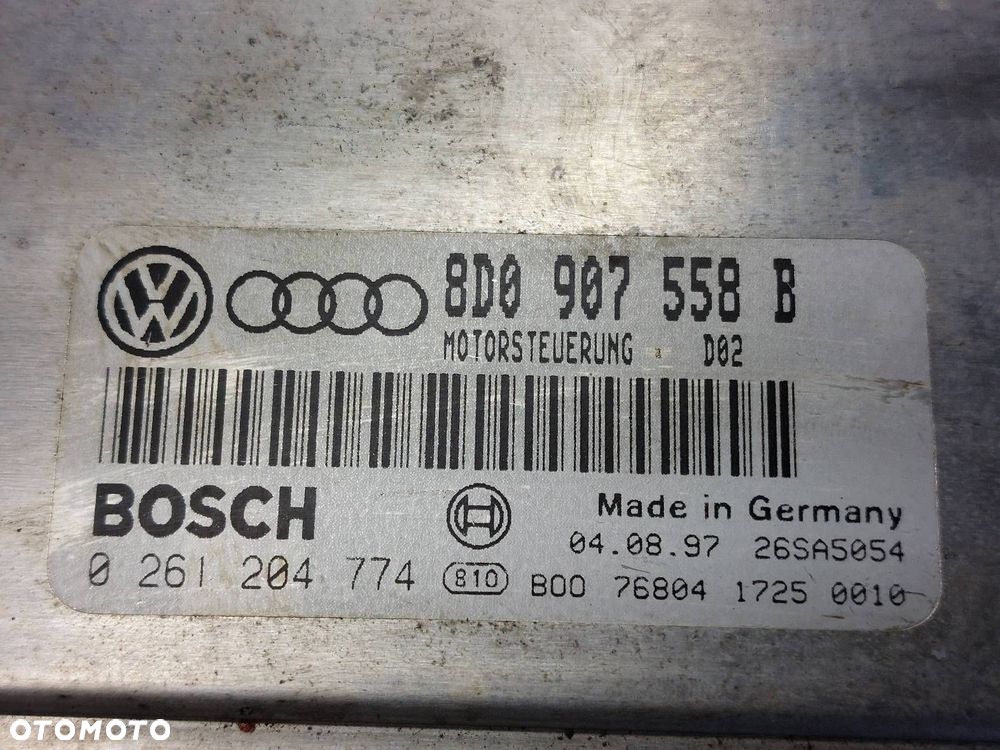 8D0 907 558 B
MOTORSTEUERUNG D02
BOSCH
Made in Germany
04.08.97 26SA5054
0 261 204 774 810 B00 76804 1725 0010
OTOMOTO